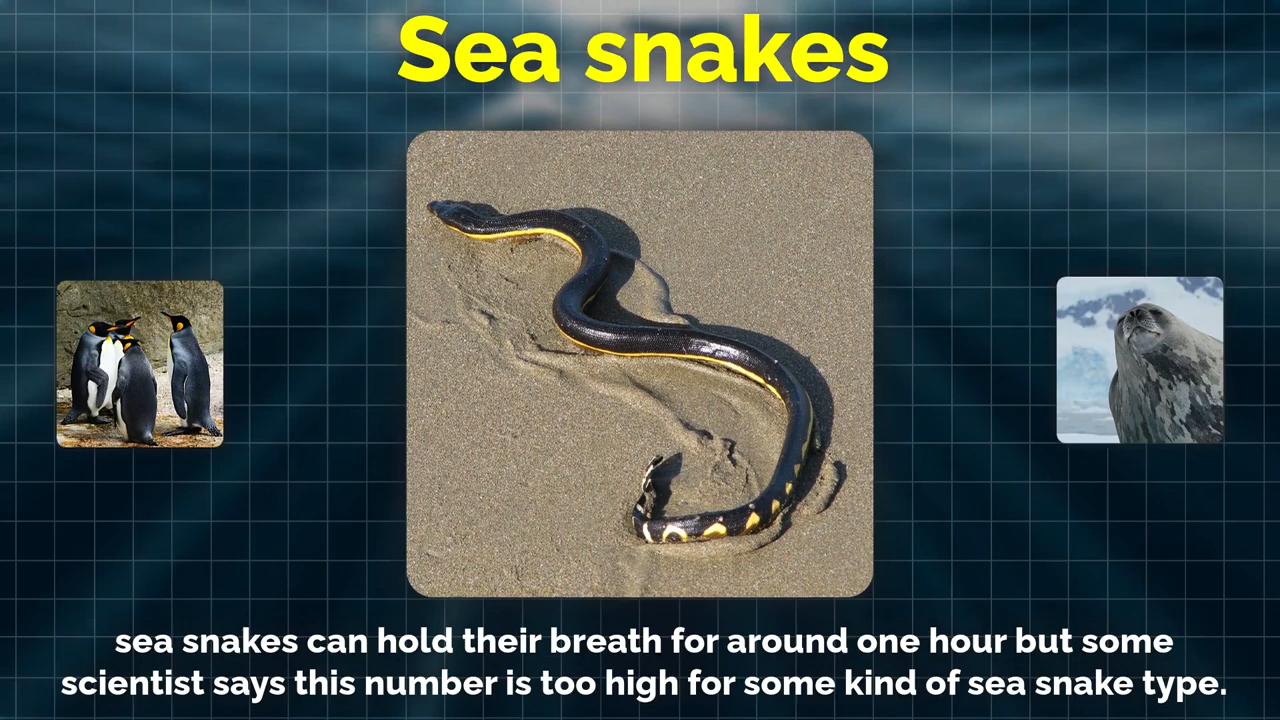 Sea snakes
sea snakes can hold their breath for around one hour but some
scientist says this number is too high for some kind of sea snake type.